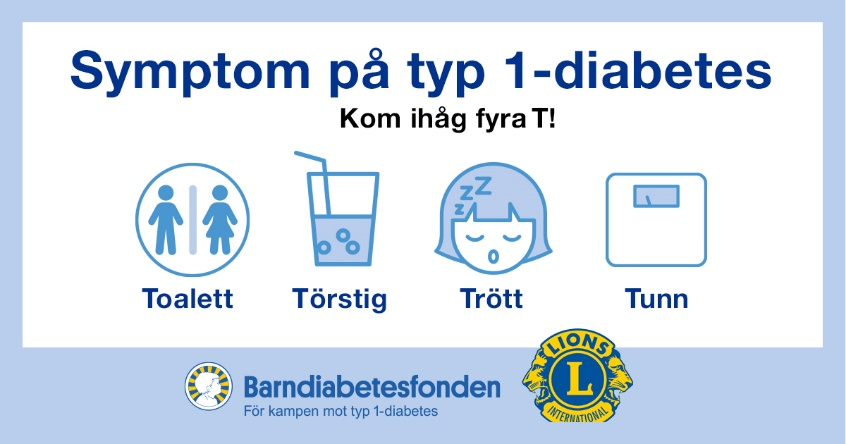 Symptom på typ 1-diabetes
Kom ihåg fyra T!
zZZ
Toalett Törstig Trött Tunn
Barndiabetesfonden
För kampen mot typ 1-diabetes
LIONS
L
INTERNATIONAL